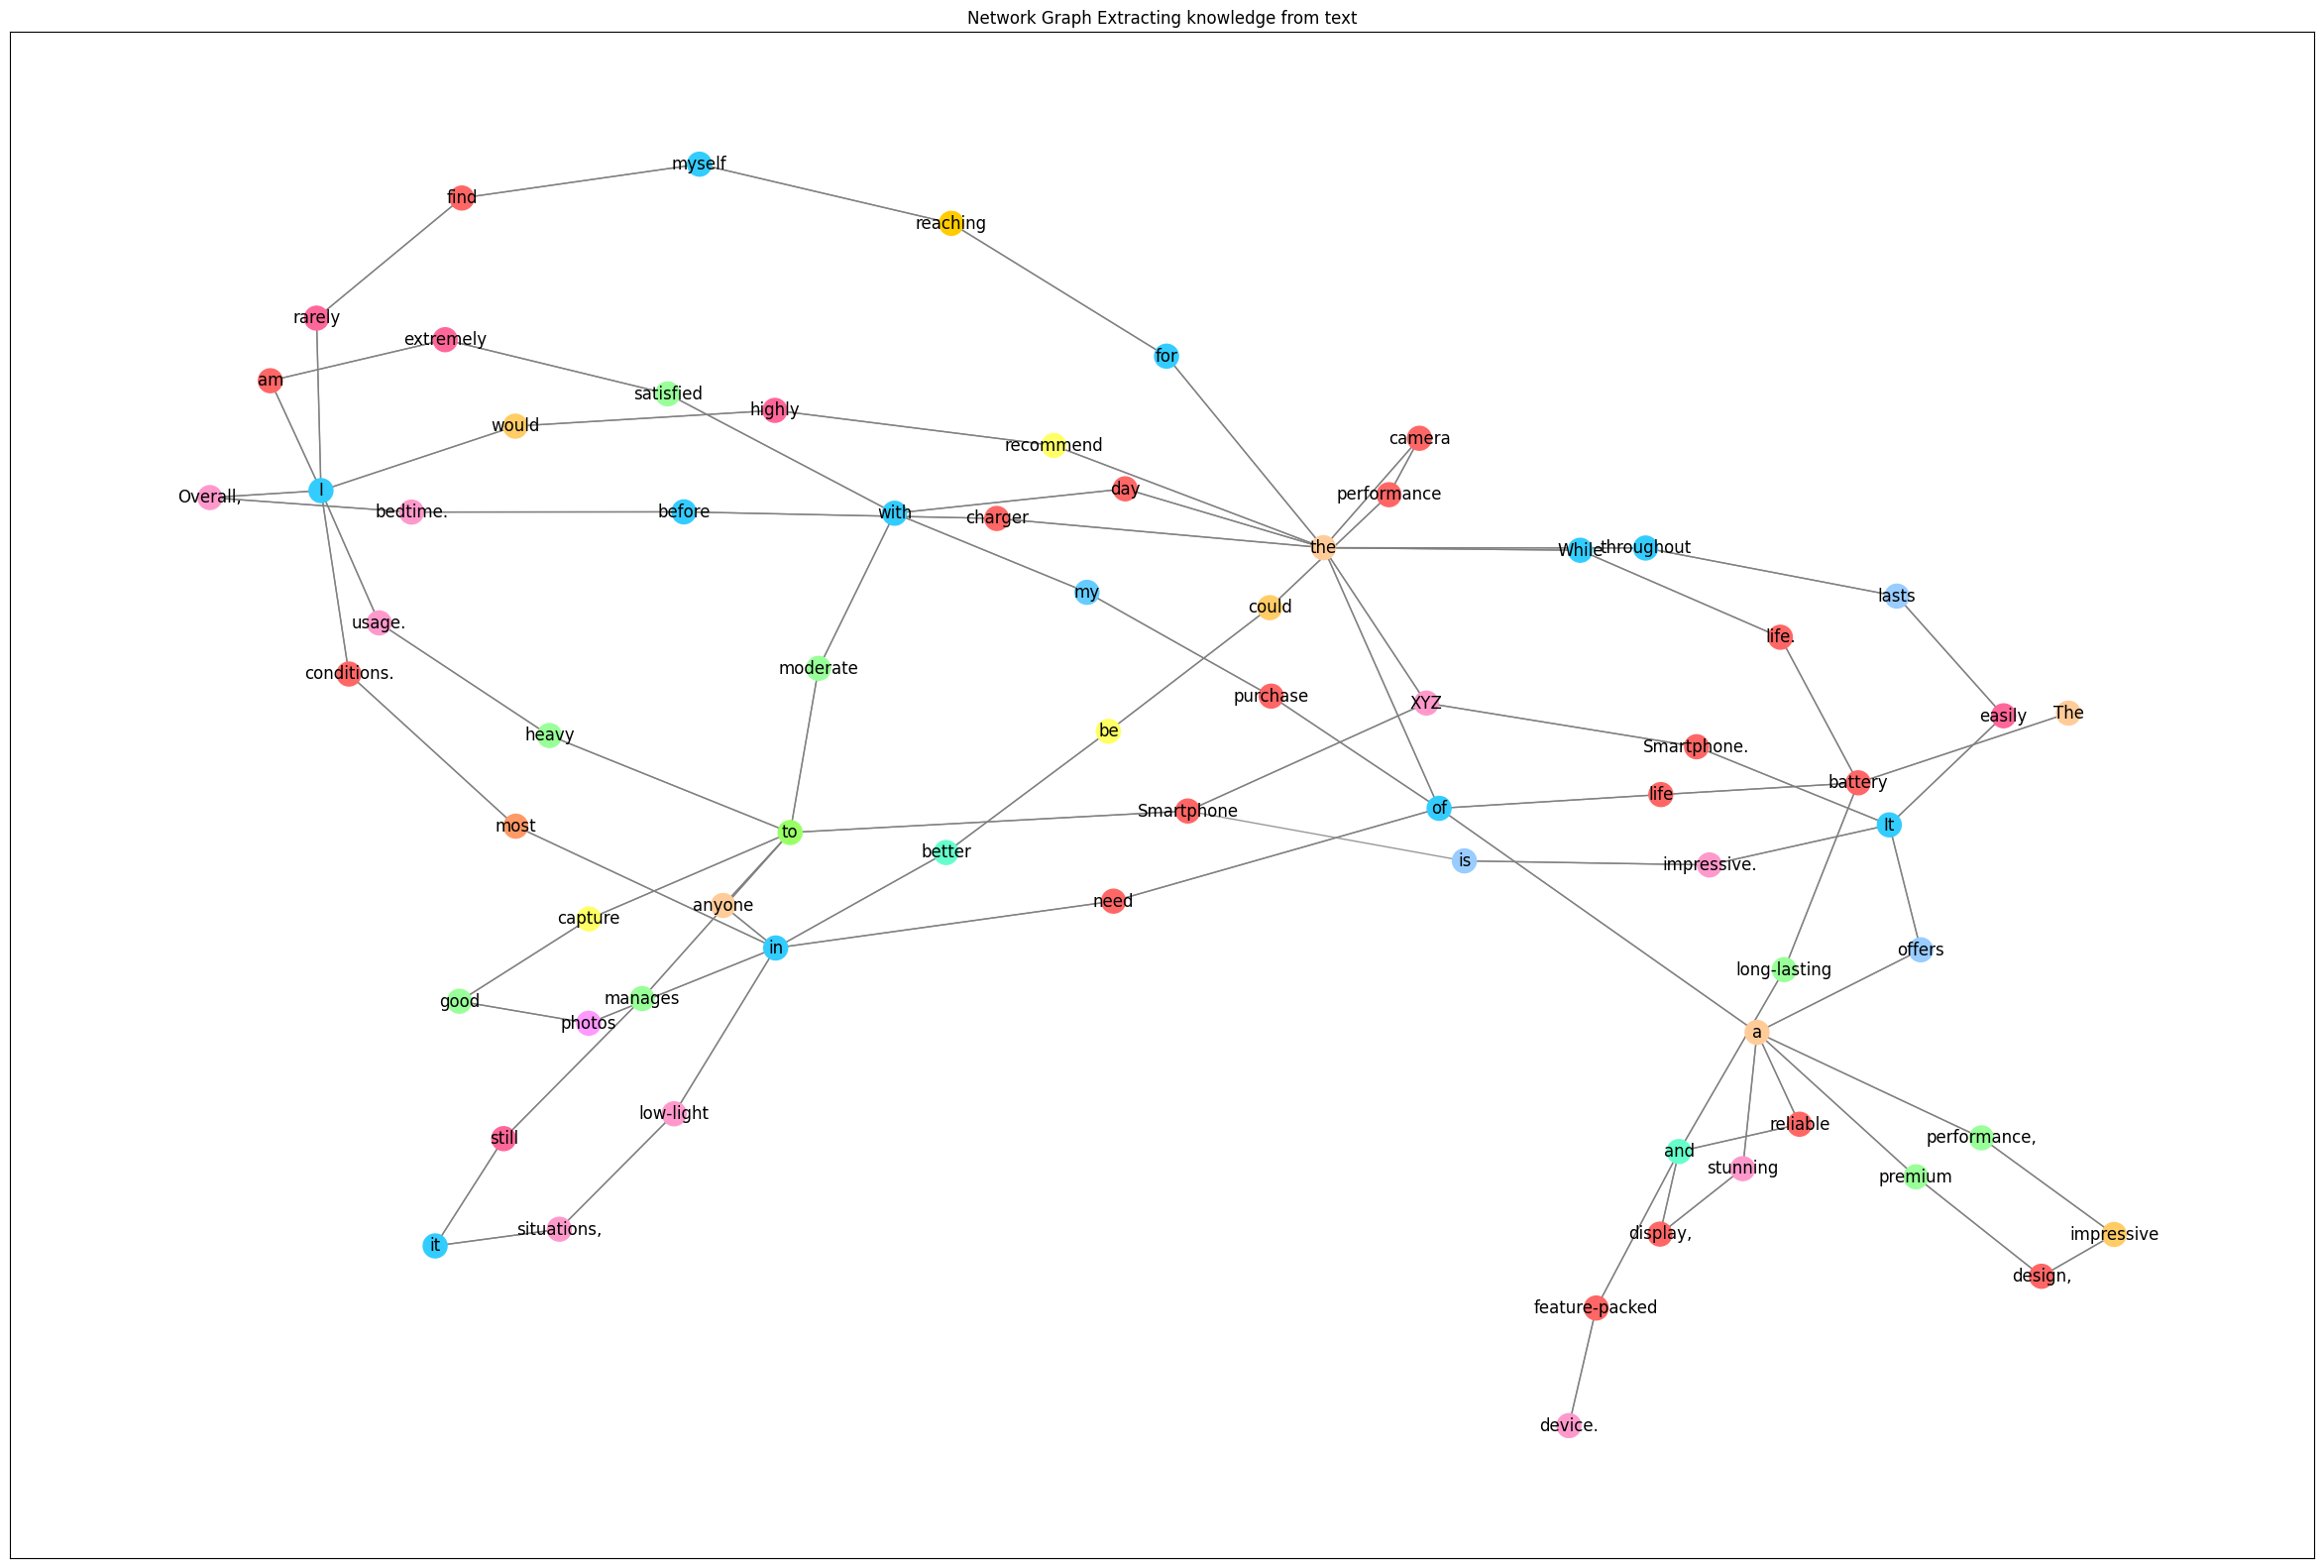 Network Graph Extracting knowledge from text
myself
find
reaching
rarely
extremely
for
am
satisfied
highly
would
camera
recommend
day
performance
I
Overall,
bedtime.
before
with
charger
the
While
throughout
my
lasts
could
usage.
life.
moderate
conditions.
purchase
XYZ
The
easily
heavy
be
Smartphone.
battery
life
of
Smartphone
most
to
It
better
is
impressive.
need
anyone
capture
in
offers
long-lasting
manages
good
photos
a
low-light
reliable
still
performance,
and
stunning
premium
situations,
display,
impressive
it
design,
feature-packed
device.